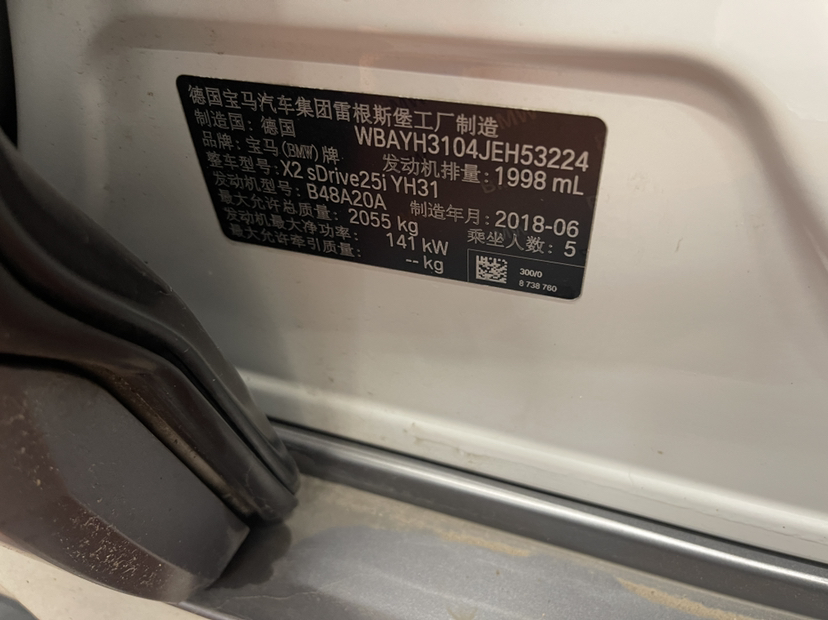 德国宝马汽车集团雷根斯堡工厂制造
制造国：德国 WBAYH3104JEH53224
品牌：宝马(BMW)牌 发动机排量：1998 mL
整车型号：X2 sDrive25i YH31
发动机型号：B48A20A 制造年月：2018-06
最大允许总质量：2055 kg 乘坐人数：5
发动机最大净功率：141 kW
最大允许牵引质量：-- kg
300/0
8 738 760